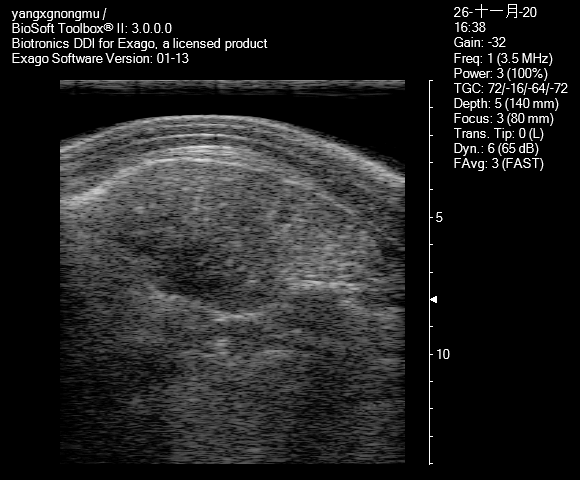 yangxgnongmu /
BioSoft Toolbox® II: 3.0.0.0
Biotronics DDI for Exago, a licensed product
Exago Software Version: 01-13
26-十一月-20
16:38
Gain: -32
Freq: 1 (3.5 MHz)
Power: 3 (100%)
TGC: 72/-16/-64/-72
Depth: 5 (140 mm)
Focus: 3 (80 mm)
Trans. Tip: 0 (L)
Dyn.: 6 (65 dB)
FAvg: 3 (FAST)
5
10